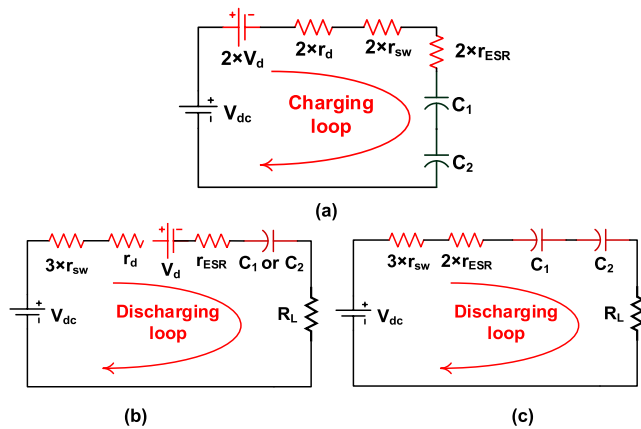 2×V_d 2×r_d 2×r_sw 2×r_ESR
V_dc
Charging
loop
C_1
C_2
(a)
3×r_sw r_d V_d r_ESR C_1 or C_2
V_dc
Discharging
loop
R_L
(b)
3×r_sw 2×r_ESR C_1 C_2
V_dc
Discharging
loop
R_L
(c)